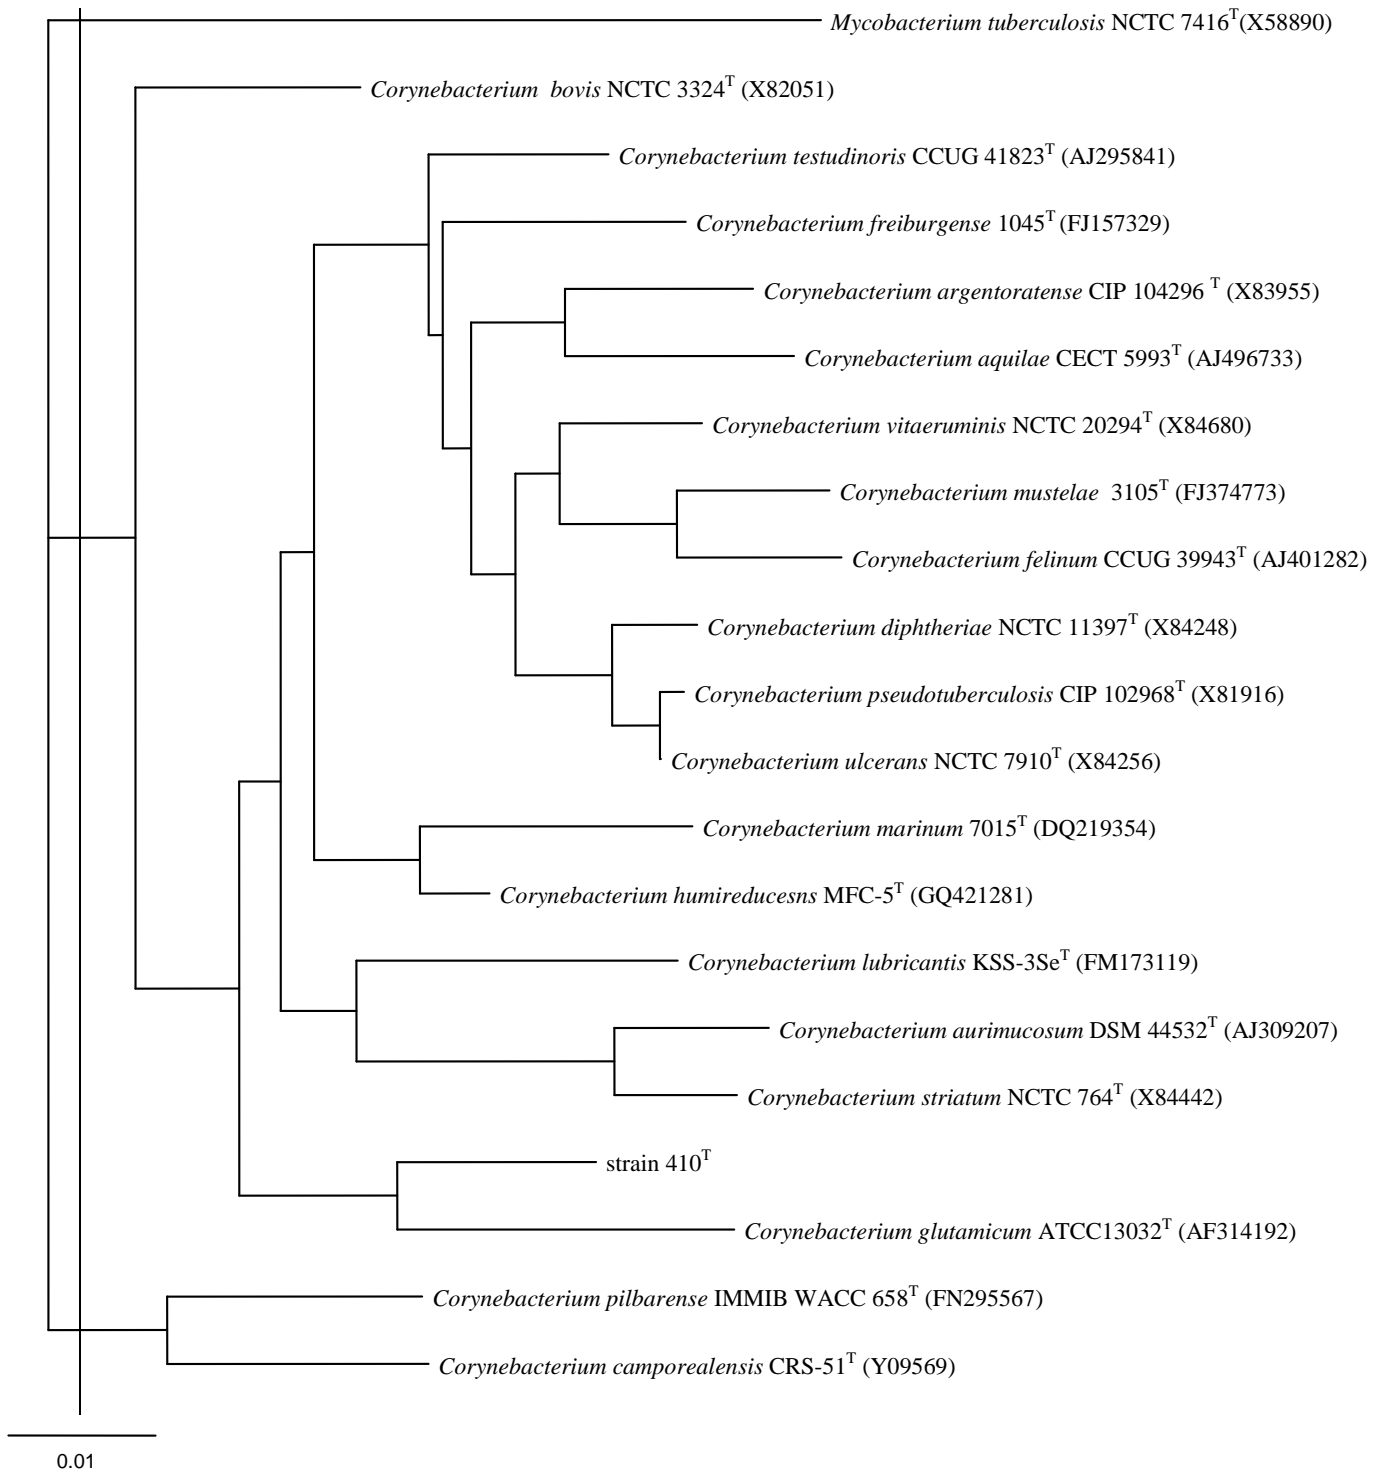 Mycobacterium tuberculosis NCTC 7416T(X58890)
Corynebacterium bovis NCTC 3324T (X82051)
Corynebacterium testudinoris CCUG 41823T (AJ295841)
Corynebacterium freiburgense 1045T (FJ157329)
Corynebacterium argentoratense CIP 104296 T (X83955)
Corynebacterium aquilae CECT 5993T (AJ496733)
Corynebacterium vitaeruminis NCTC 20294T (X84680)
Corynebacterium mustelae 3105T (FJ374773)
Corynebacterium felinum CCUG 39943T (AJ401282)
Corynebacterium diphtheriae NCTC 11397T (X84248)
Corynebacterium pseudotuberculosis CIP 102968T (X81916)
Corynebacterium ulcerans NCTC 7910T (X84256)
Corynebacterium marinum 7015T (DQ219354)
Corynebacterium humireducesns MFC-5T (GQ421281)
Corynebacterium lubricantis KSS-3SeT (FM173119)
Corynebacterium aurimucosum DSM 44532T (AJ309207)
Corynebacterium striatum NCTC 764T (X84442)
strain 410T
Corynebacterium glutamicum ATCC13032T (AF314192)
Corynebacterium pilbarense IMMIB WACC 658T (FN295567)
Corynebacterium camporealensis CRS-51T (Y09569)
0.01